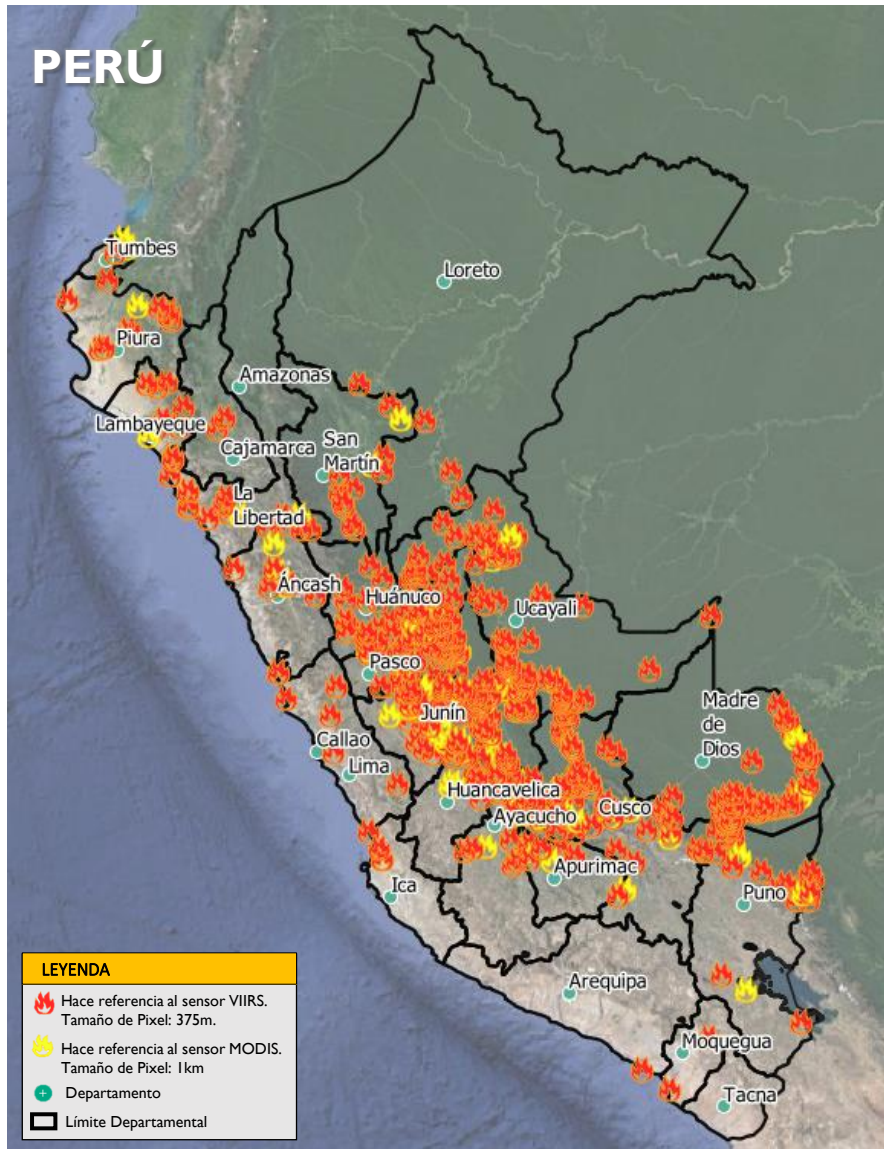 PERÚ
Tumbes
Loreto
Piura
Amazonas
Lambayeque
Cajamarca
San
Martín
La
Libertad
Áncash
Huánuco
Ucayali
Pasco
Junín
Madre
de
Dios
Callao
Lima
Huancavelica
Cusco
Ayacucho
Apurimac
Ica
Puno
Arequipa
Moquegua
Tacna
LEYENDA
Hace referencia al sensor VIIRS.
Tamaño de Pixel: 375m.
Hace referencia al sensor MODIS.
Tamaño de Pixel: 1km
Departamento
Límite Departamental